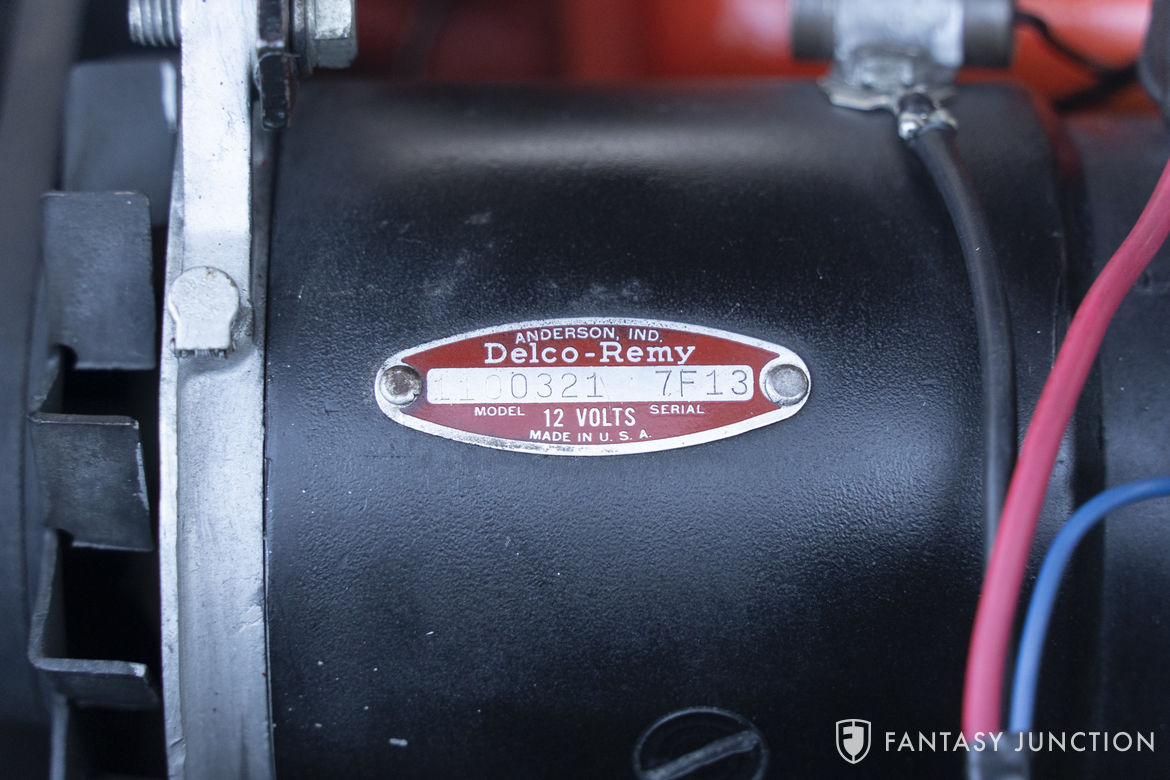 ANDERSON, IND.
Delco-Remy
1100321 7F13
MODEL 12 VOLTS SERIAL
MADE IN U. S. A.
FANTASY JUNCTION